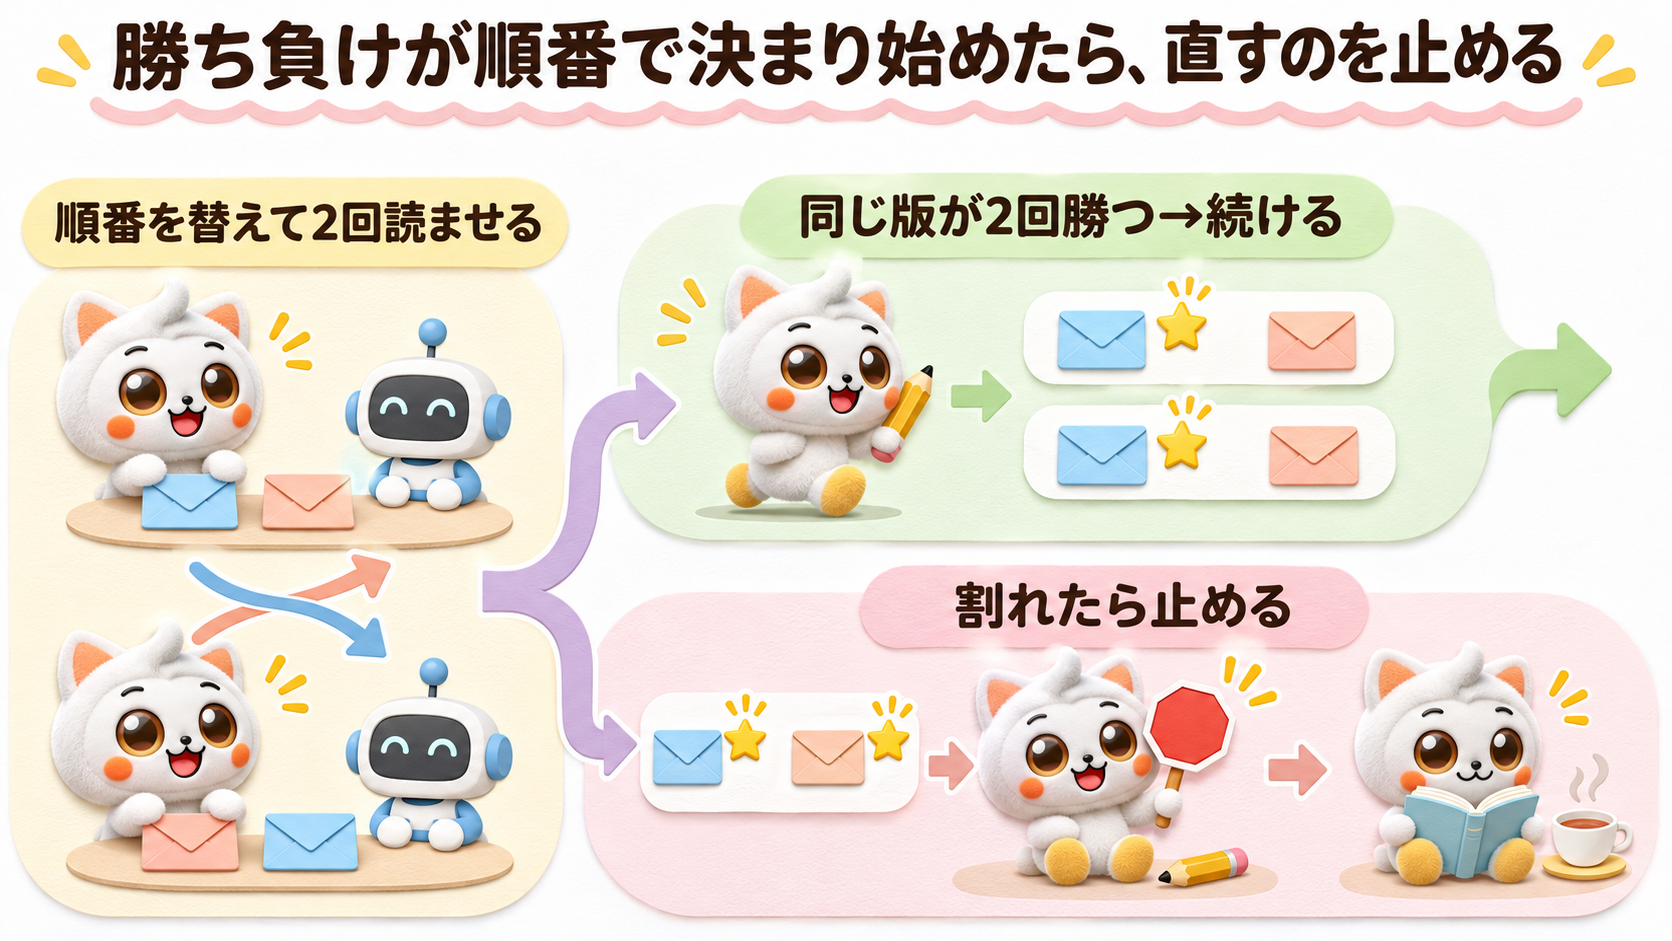 勝ち負けが順番で決まり始めたら、直すのを止める
順番を替えて2回読ませる
同じ版が2回勝つ→続ける
割れたら止める